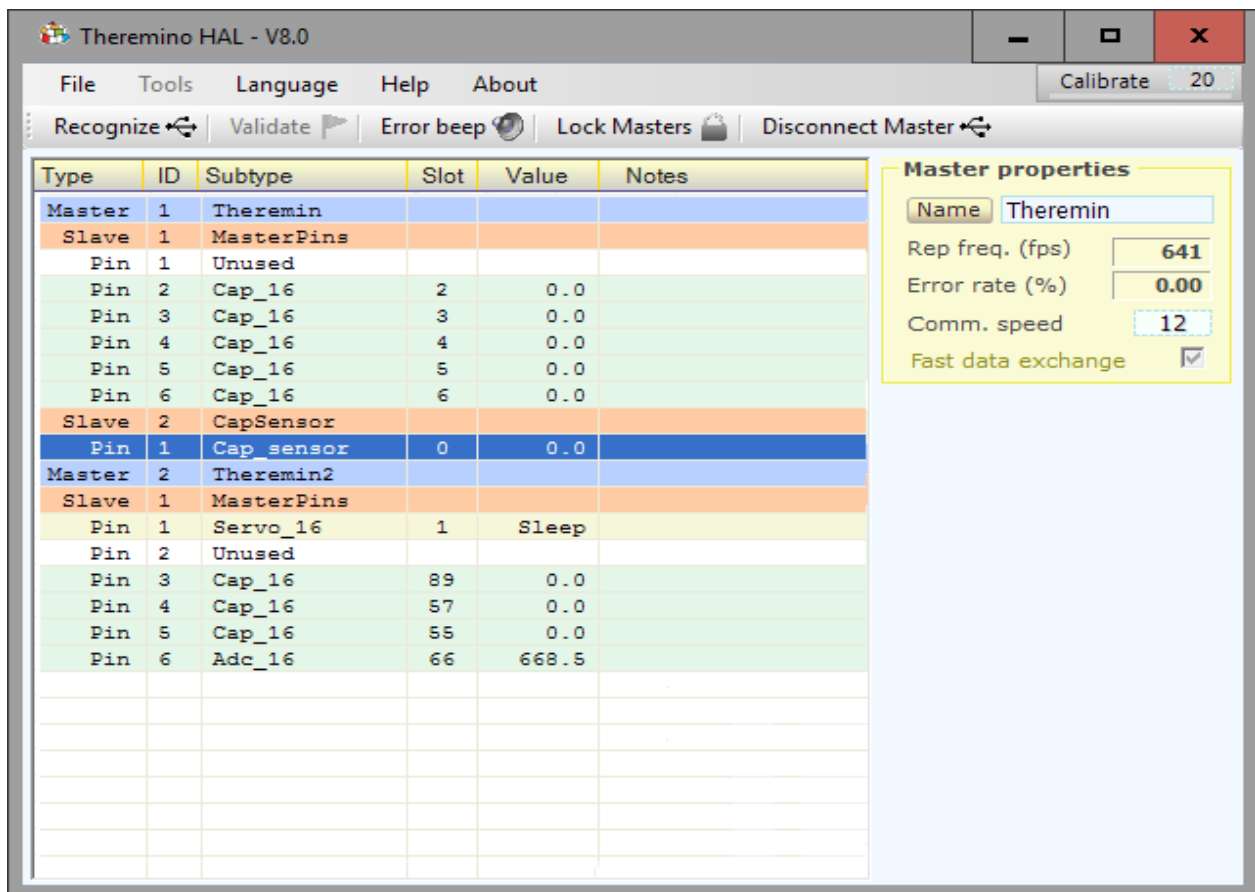 Theremino HAL - V8.0
File Tools Language Help About Calibrate 20
Recognize Validate Error beep Lock Masters Disconnect Master
Type ID Subtype Slot Value Notes
Master 1 Theremin
Slave 1 MasterPins
Pin 1 Unused
Pin 2 Cap_16 2 0.0
Pin 3 Cap_16 3 0.0
Pin 4 Cap_16 4 0.0
Pin 5 Cap_16 5 0.0
Pin 6 Cap_16 6 0.0
Slave 2 CapSensor
Pin 1 Cap_sensor 0 0.0
Master 2 Theremin2
Slave 1 MasterPins
Pin 1 Servo_16 1 Sleep
Pin 2 Unused
Pin 3 Cap_16 89 0.0
Pin 4 Cap_16 57 0.0
Pin 5 Cap_16 55 0.0
Pin 6 Adc_16 66 668.5
Master properties
Name Theremin
Rep freq. (fps) 641
Error rate (%) 0.00
Comm. speed 12
Fast data exchange